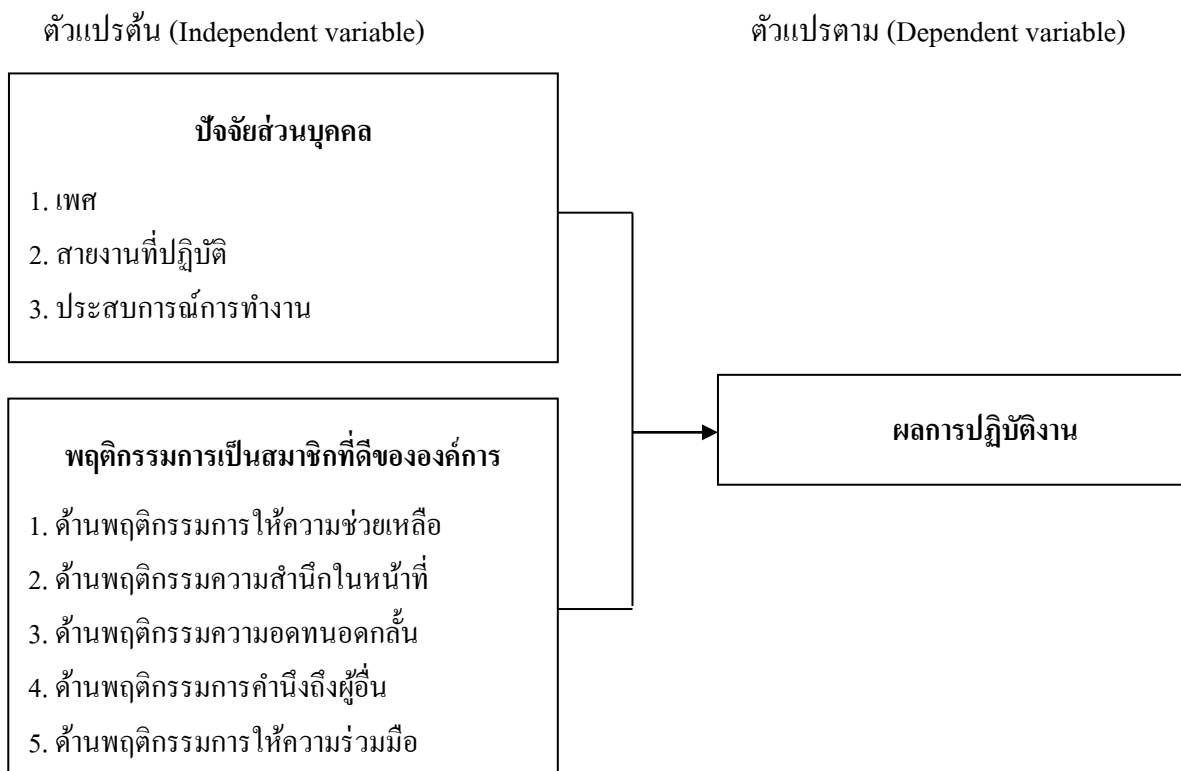 ตัวแปรต้น (Independent variable)
ตัวแปรตาม (Dependent variable)
ปัจจัยส่วนบุคคล
1. เพศ
2. สายงานที่ปฏิบัติ
3. ประสบการณ์การทำงาน
พฤติกรรมการเป็นสมาชิกที่ดีขององค์การ
1. ด้านพฤติกรรมการให้ความช่วยเหลือ
2. ด้านพฤติกรรมความสำนึกในหน้าที่
3. ด้านพฤติกรรมความอดทนอดกลั้น
4. ด้านพฤติกรรมการคำนึงถึงผู้อื่น
5. ด้านพฤติกรรมการให้ความร่วมมือ
ผลการปฏิบัติงาน